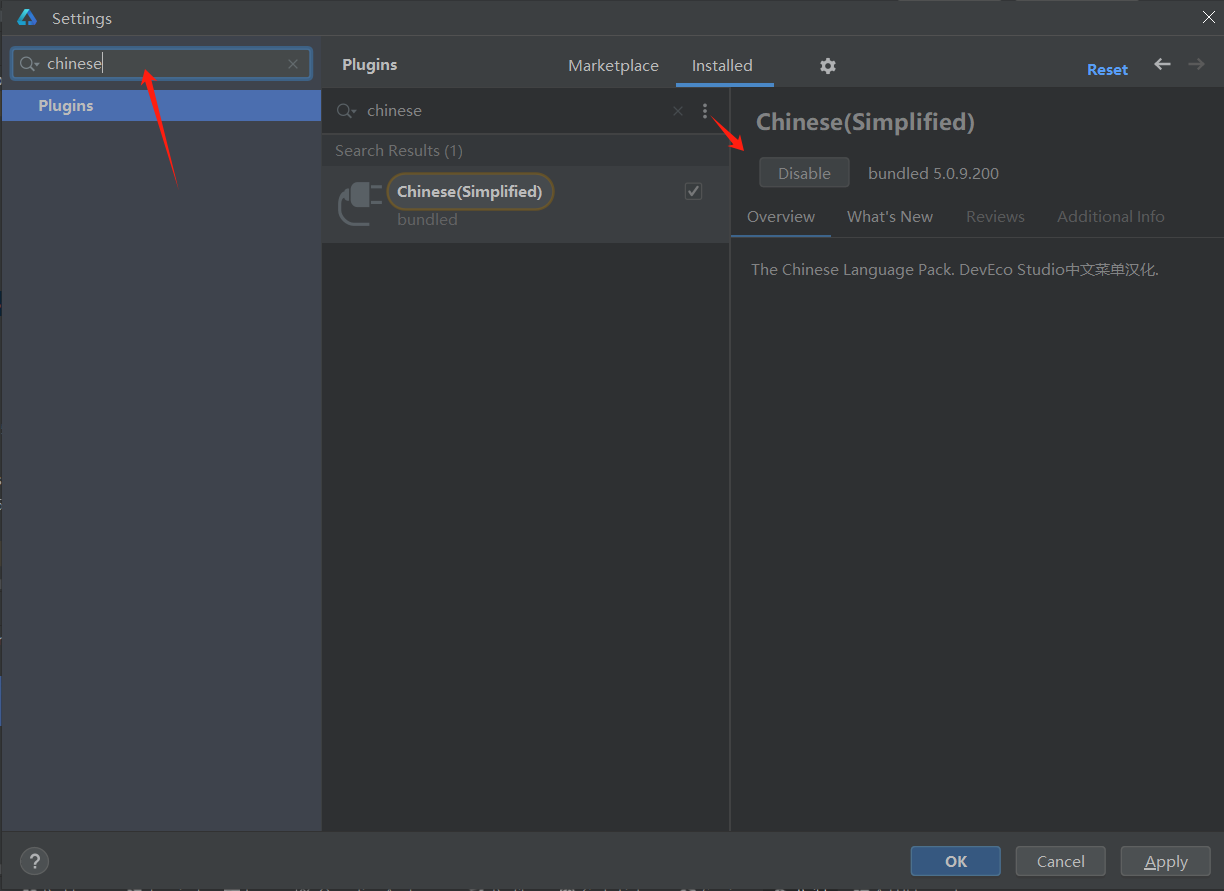 Settings
chinese
Plugins
Plugins
Marketplace
Installed
Reset
chinese
Search Results (1)
Chinese(Simplified)
bundled
Chinese(Simplified)
Disable
bundled 5.0.9.200
Overview
What's New
Reviews
Additional Info
The Chinese Language Pack. DevEco Studio中文菜单汉化.
?
OK
Cancel
Apply